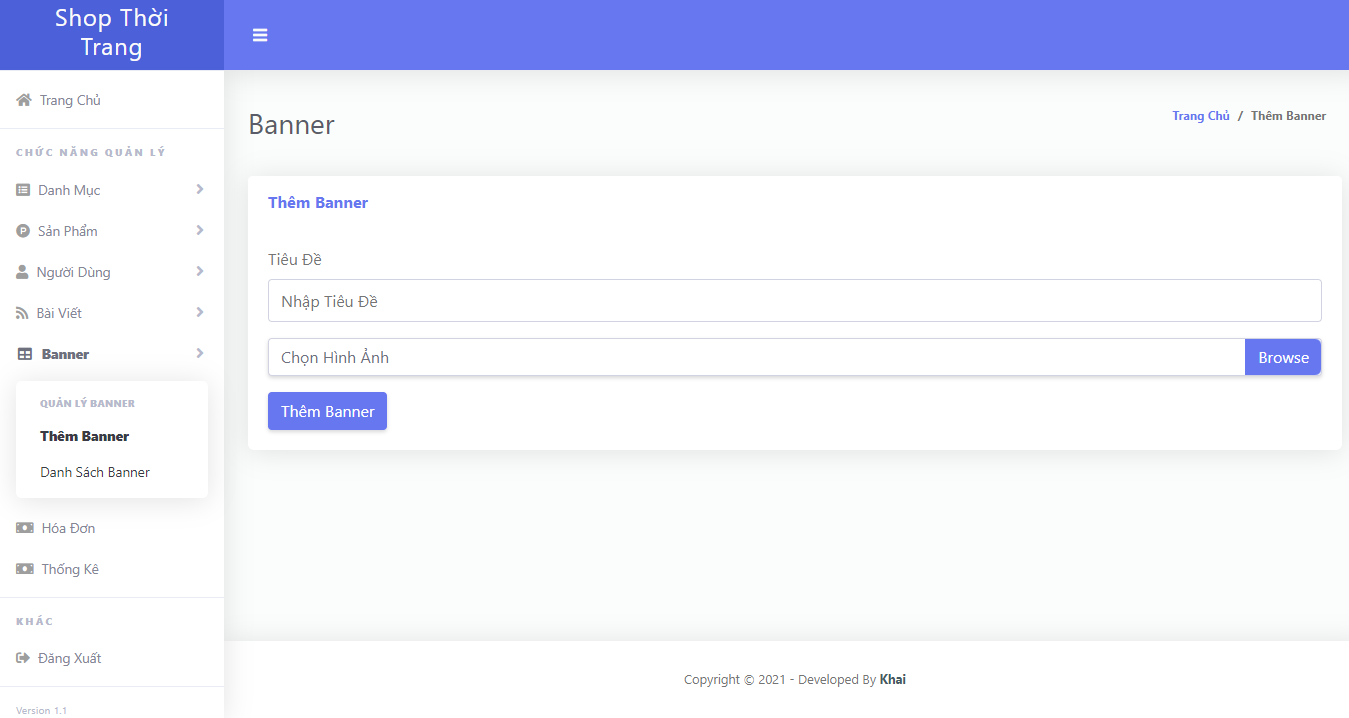 Shop Thời
Trang
Trang Chủ
CHỨC NĂNG QUẢN LÝ
Danh Mục
Sản Phẩm
Người Dùng
Bài Viết
Banner
QUẢN LÝ BANNER
Thêm Banner
Danh Sách Banner
Hóa Đơn
Thống Kê
KHÁC
Đăng Xuất
Version 1.1
Banner
Trang Chủ / Thêm Banner
Thêm Banner
Tiêu Đề
Nhập Tiêu Đề
Chọn Hình Ảnh
Browse
Thêm Banner
Copyright © 2021 - Developed By Khai